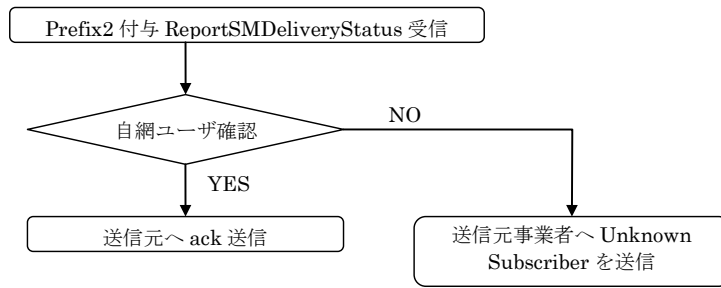 Prefix2 付与 ReportSMDeliveryStatus 受信
自網ユーザ確認
NO
YES
送信元へ ack 送信
送信元事業者へ Unknown
Subscriber を送信